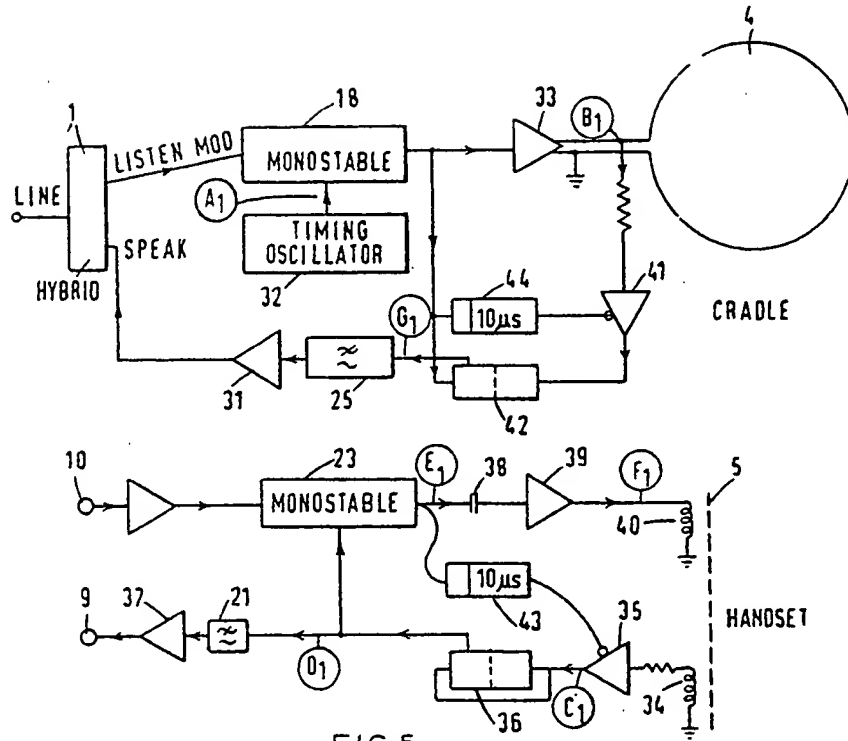 4
1
18
33
B1
LISTEN MOD
MONOSTABLE
LINE
A1
TIMING
OSCILLATOR
SPEAK
32
44
41
HYBRID
G1
10μs
CRADLE
31
25
42
23
E1
38
39
F1
5
10
MONOSTABLE
40
10μs
37
21
43
35
HANDSET
9
D1
36
C1
34
FIG.5